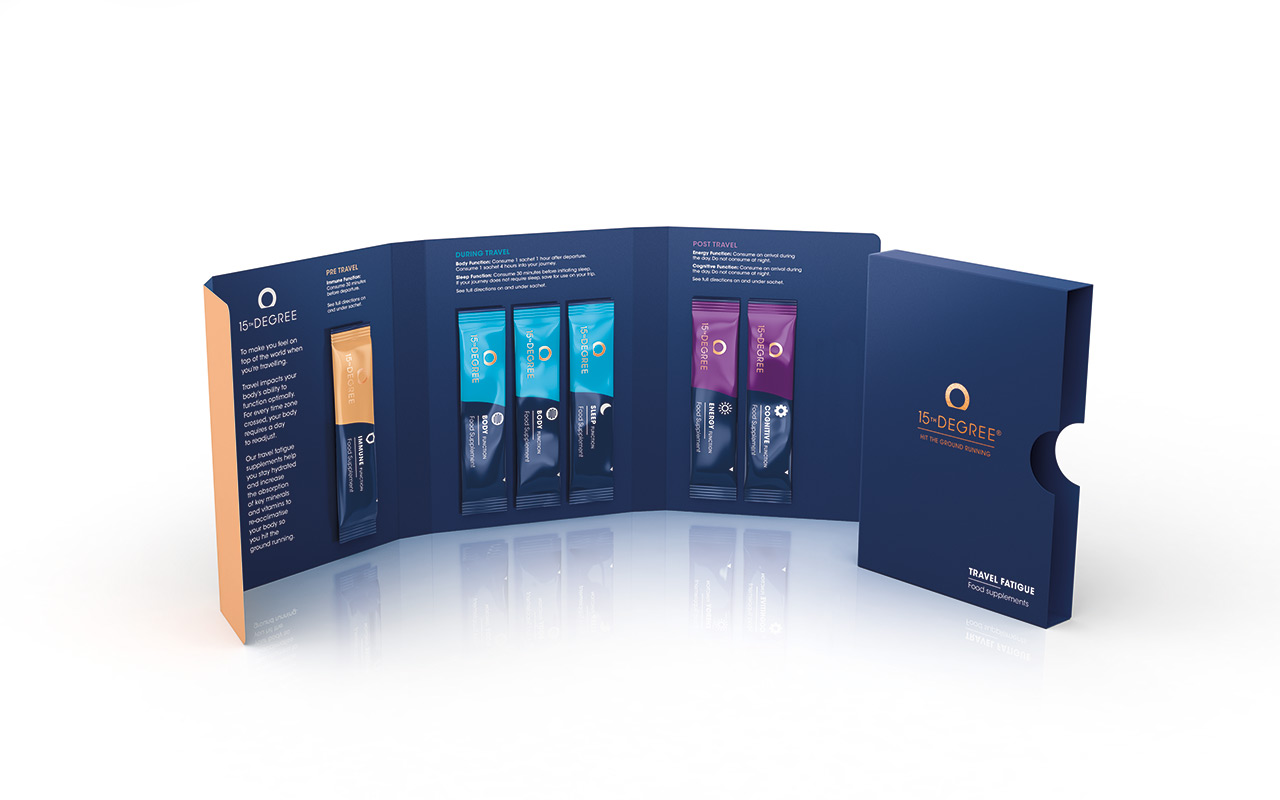 15TH DEGREE
To make you feel on
top of the world when
you're travelling.
Travel impacts your
body's ability to
function optimally.
For every time zone
crossed, your body
requires a day
to readjust.
Our travel fatigue
supplements help
you stay hydrated
and increase
the absorption
of key minerals
and vitamins to
re-acclimatise
your body so
you hit the
ground running.
PRE TRAVEL
Immune Function:
Consume 30 minutes
before departure.
See full directions on
and under sachet.
15TH DEGREE
IMMUNE FUNCTION
Food Supplement
DURING TRAVEL
Body Function: Consume 1 sachet 1 hour after departure.
Consume 1 sachet 4 hours into your journey.
Sleep Function: Consume 30 minutes before initiating sleep.
If your journey does not require sleep, save for use on your trip.
See full directions on and under sachet.
15TH DEGREE
BODY FUNCTION
Food Supplement
15TH DEGREE
BODY FUNCTION
Food Supplement
15TH DEGREE
SLEEP FUNCTION
Food Supplement
POST TRAVEL
Energy Function: Consume on arrival during
the day. Do not consume at night.
Cognitive Function: Consume on arrival during
the day. Do not consume at night.
See full directions on and under sachet.
15TH DEGREE
ENERGY FUNCTION
Food Supplement
15TH DEGREE
COGNITIVE FUNCTION
Food Supplement
15TH DEGREE®
HIT THE GROUND RUNNING
TRAVEL FATIGUE
Food supplements